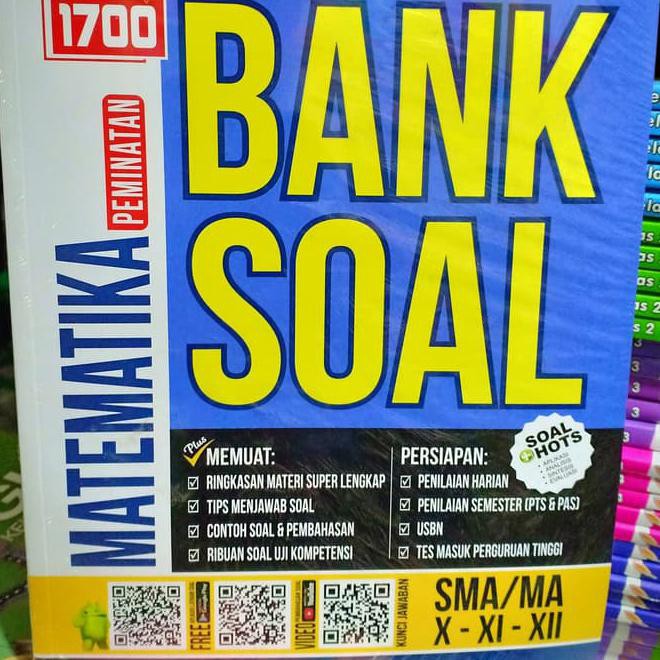 1700
BANK
SOAL
MATEMATIKA
PEMINATAN
Plus
MEMUAT:
RINGKASAN MATERI SUPER LENGKAP
TIPS MENJAWAB SOAL
CONTOH SOAL & PEMBAHASAN
RIBUAN SOAL UJI KOMPETENSI
PERSIAPAN:
PENILAIAN HARIAN
PENILAIAN SEMESTER (PTS & PAS)
USBN
TES MASUK PERGURUAN TINGGI
SOAL
HOTS
• APLIKASI
• ANALISIS
• SINTESIS
• EVALUASI
FREE
VIDEO
KUNCI JAWABAN
SMA/MA
X - XI - XII